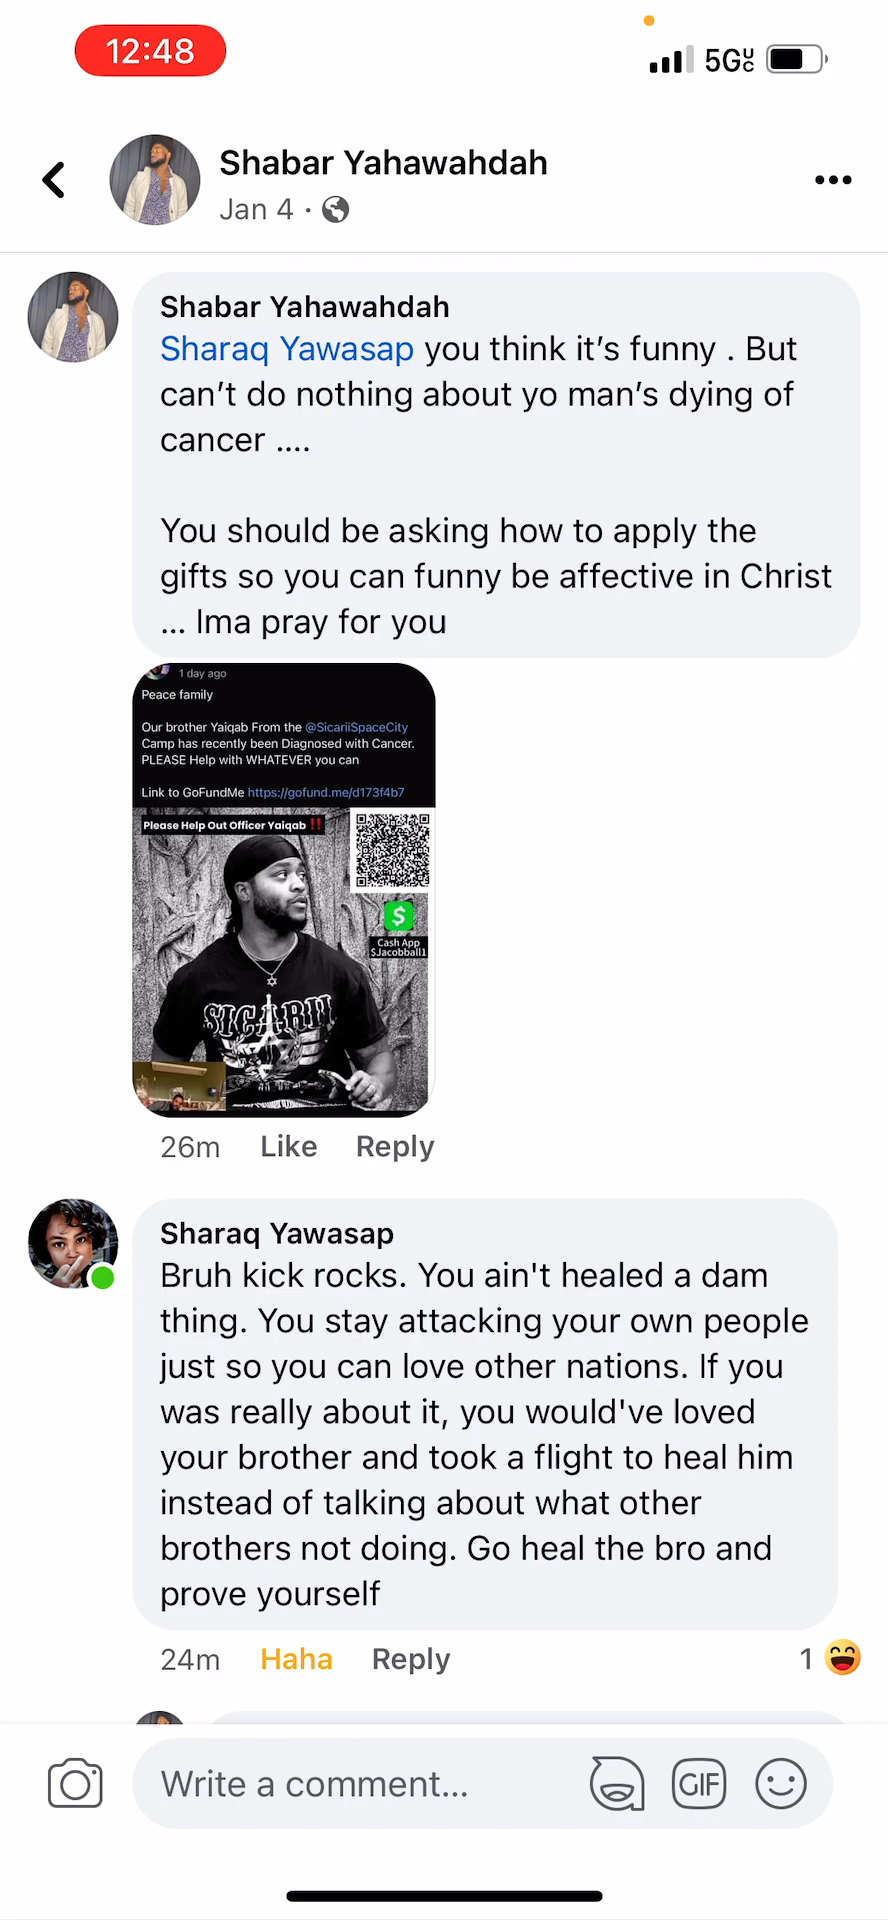 12:48
5GUC
Shabar Yahawahdah
Jan 4 ·
Shabar Yahawahdah
Sharaq Yawasap you think it’s funny . But
can’t do nothing about yo man’s dying of
cancer ....
You should be asking how to apply the
gifts so you can funny be affective in Christ
... Ima pray for you
1 day ago
Peace family
Our brother Yaiqab From the @SicariiSpaceCity
Camp has recently been Diagnosed with Cancer.
PLEASE Help with WHATEVER you can
Link to GoFundMe https://gofund.me/d173f4b7
Please Help Out Officer Yaiqab ‼️
$
Cash App
$Jacobball1
SICARII
26m Like Reply
Sharaq Yawasap
Bruh kick rocks. You ain't healed a dam
thing. You stay attacking your own people
just so you can love other nations. If you
was really about it, you would've loved
your brother and took a flight to heal him
instead of talking about what other
brothers not doing. Go heal the bro and
prove yourself
24m Haha Reply 1
Write a comment...
GIF